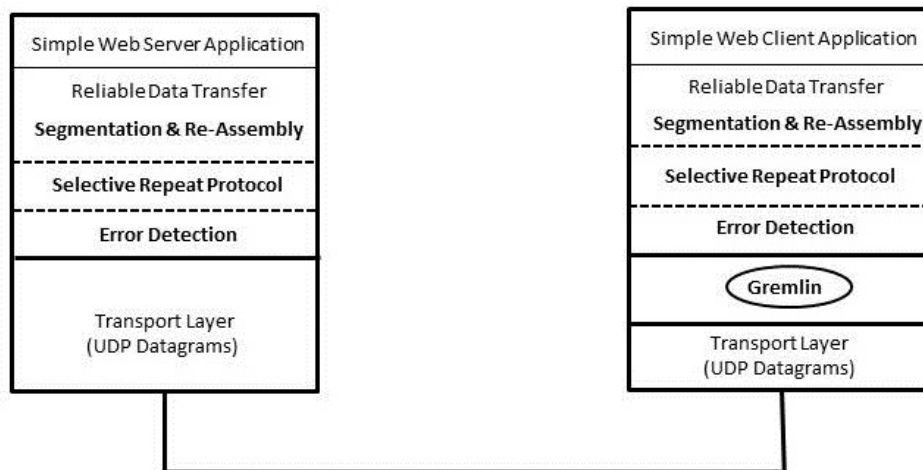 Simple Web Server Application
Reliable Data Transfer
Segmentation & Re-Assembly
Selective Repeat Protocol
Error Detection
Transport Layer
(UDP Datagrams)
Simple Web Client Application
Reliable Data Transfer
Segmentation & Re-Assembly
Selective Repeat Protocol
Error Detection
Gremlin
Transport Layer
(UDP Datagrams)